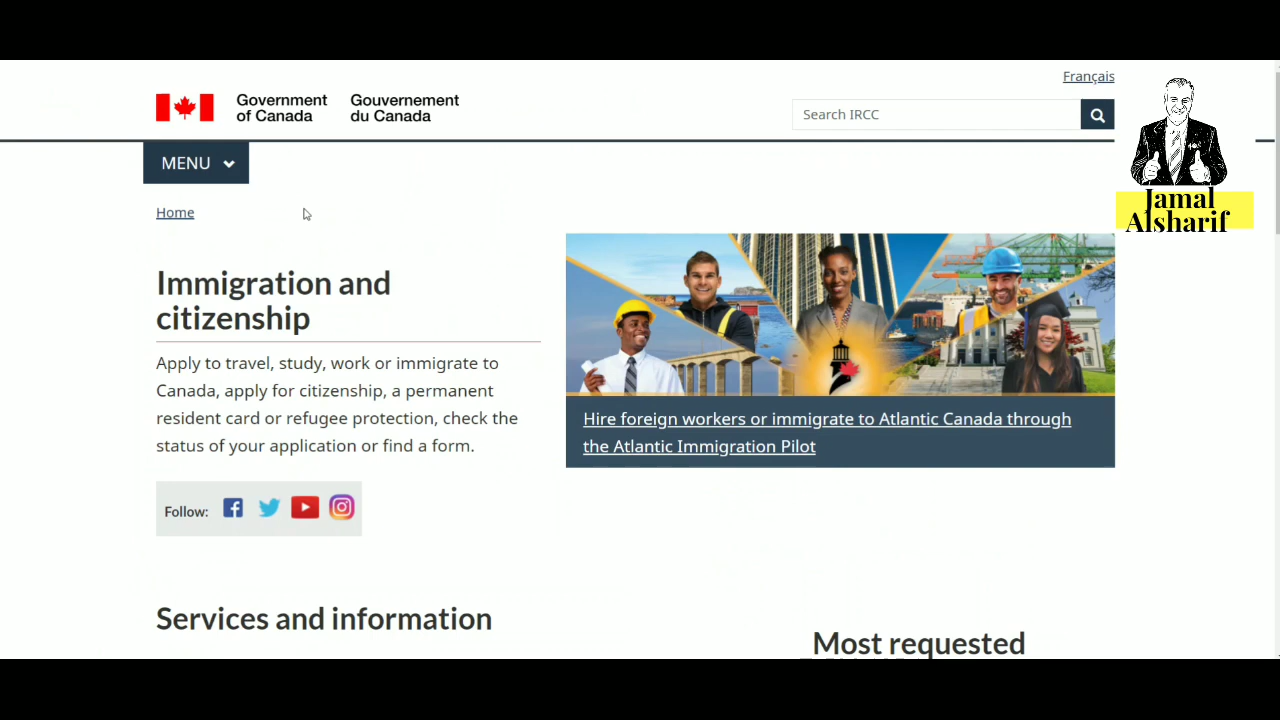 Français
Government
of Canada
Gouvernement
du Canada
Search IRCC
MENU
Home
Jamal
Alsharif
Immigration and
citizenship
Apply to travel, study, work or immigrate to
Canada, apply for citizenship, a permanent
resident card or refugee protection, check the
status of your application or find a form.
Hire foreign workers or immigrate to Atlantic Canada through
the Atlantic Immigration Pilot
Follow:
Services and information
Most requested